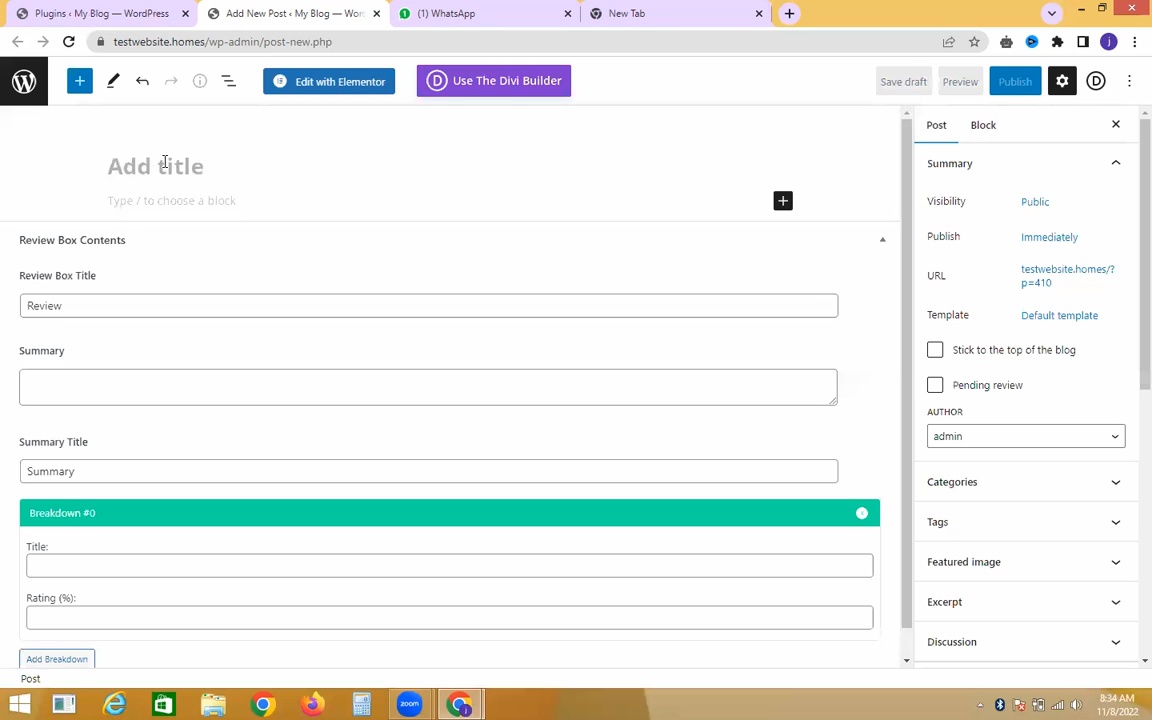 Plugins ‹ My Blog — WordPress
Add New Post ‹ My Blog — Wor
(1) WhatsApp
New Tab
testwebsite.homes/wp-admin/post-new.php
j
Edit with Elementor
D Use The Divi Builder
Save draft
Preview
Publish
D
Add title
Type / to choose a block
Review Box Contents
Review Box Title
Review
Summary
Summary Title
Summary
Breakdown #0
Title:
Rating (%):
Add Breakdown
Post
Block
Summary
Visibility
Public
Publish
Immediately
URL
testwebsite.homes/?
p=410
Template
Default template
Stick to the top of the blog
Pending review
AUTHOR
admin
Categories
Tags
Featured image
Excerpt
Discussion
Post
zoom
8:34 AM
11/8/2022